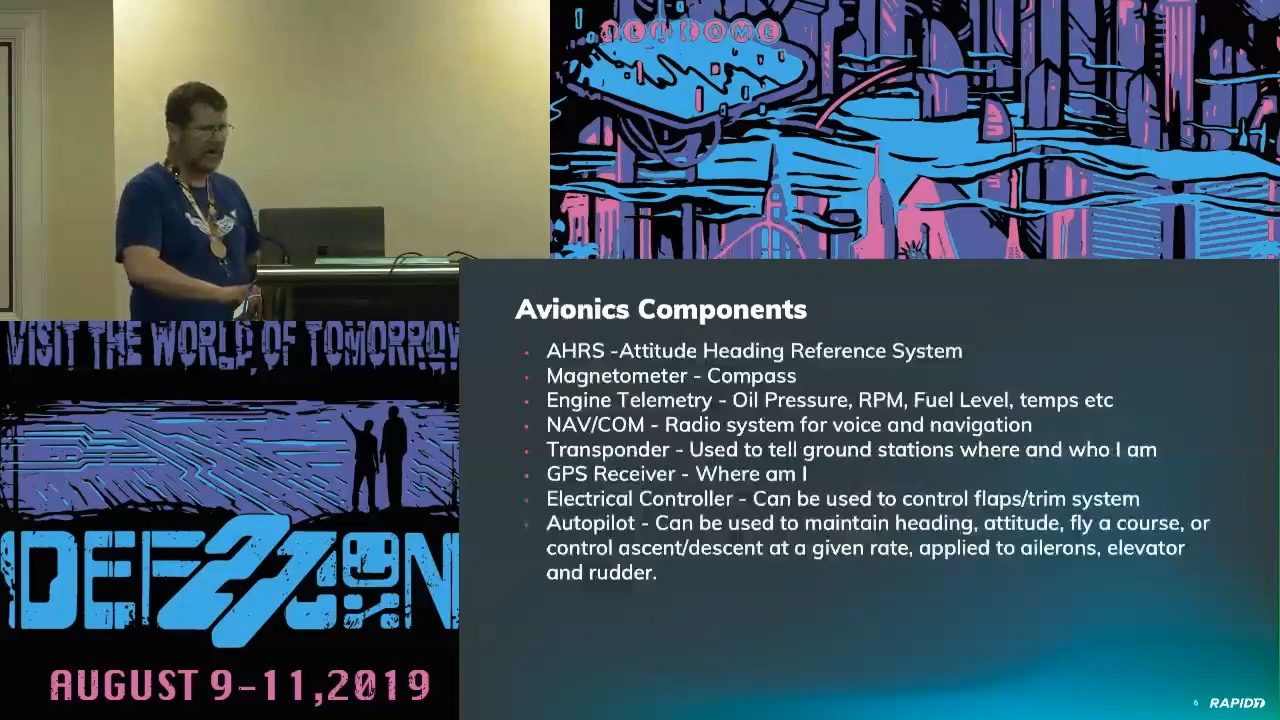 WELCOME
Avionics Components
AHRS -Attitude Heading Reference System
Magnetometer - Compass
Engine Telemetry - Oil Pressure, RPM, Fuel Level, temps etc
NAV/COM - Radio system for voice and navigation
Transponder - Used to tell ground stations where and who I am
GPS Receiver - Where am I
Electrical Controller - Can be used to control flaps/trim system
Autopilot - Can be used to maintain heading, attitude, fly a course, or
control ascent/descent at a given rate, applied to ailerons, elevator
and rudder.
6 RAPID7
VISIT THE WORLD OF TOMORROW
DEF27CON
AUGUST 9-11,2019